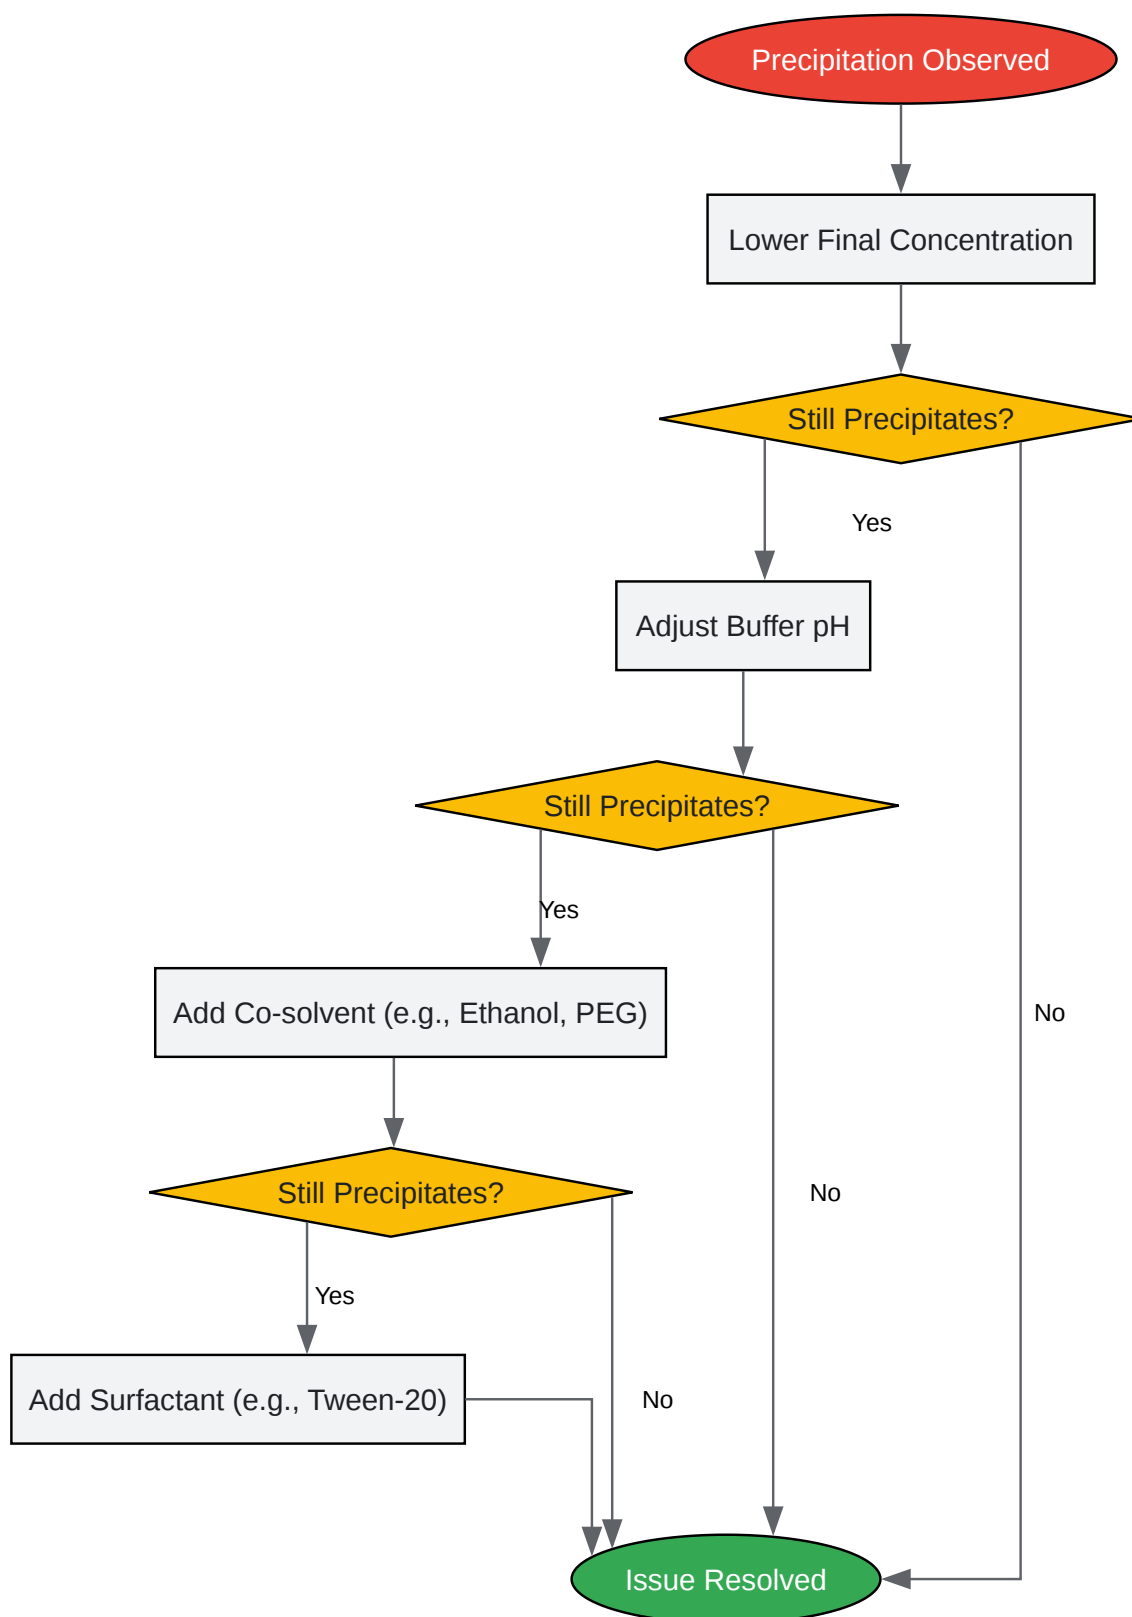 Precipitation Observed
Lower Final Concentration
Still Precipitates?
Yes
Adjust Buffer pH
Still Precipitates?
Yes
Add Co-solvent (e.g., Ethanol, PEG)
No
Still Precipitates?
No
Yes
Add Surfactant (e.g., Tween-20)
No
Issue Resolved